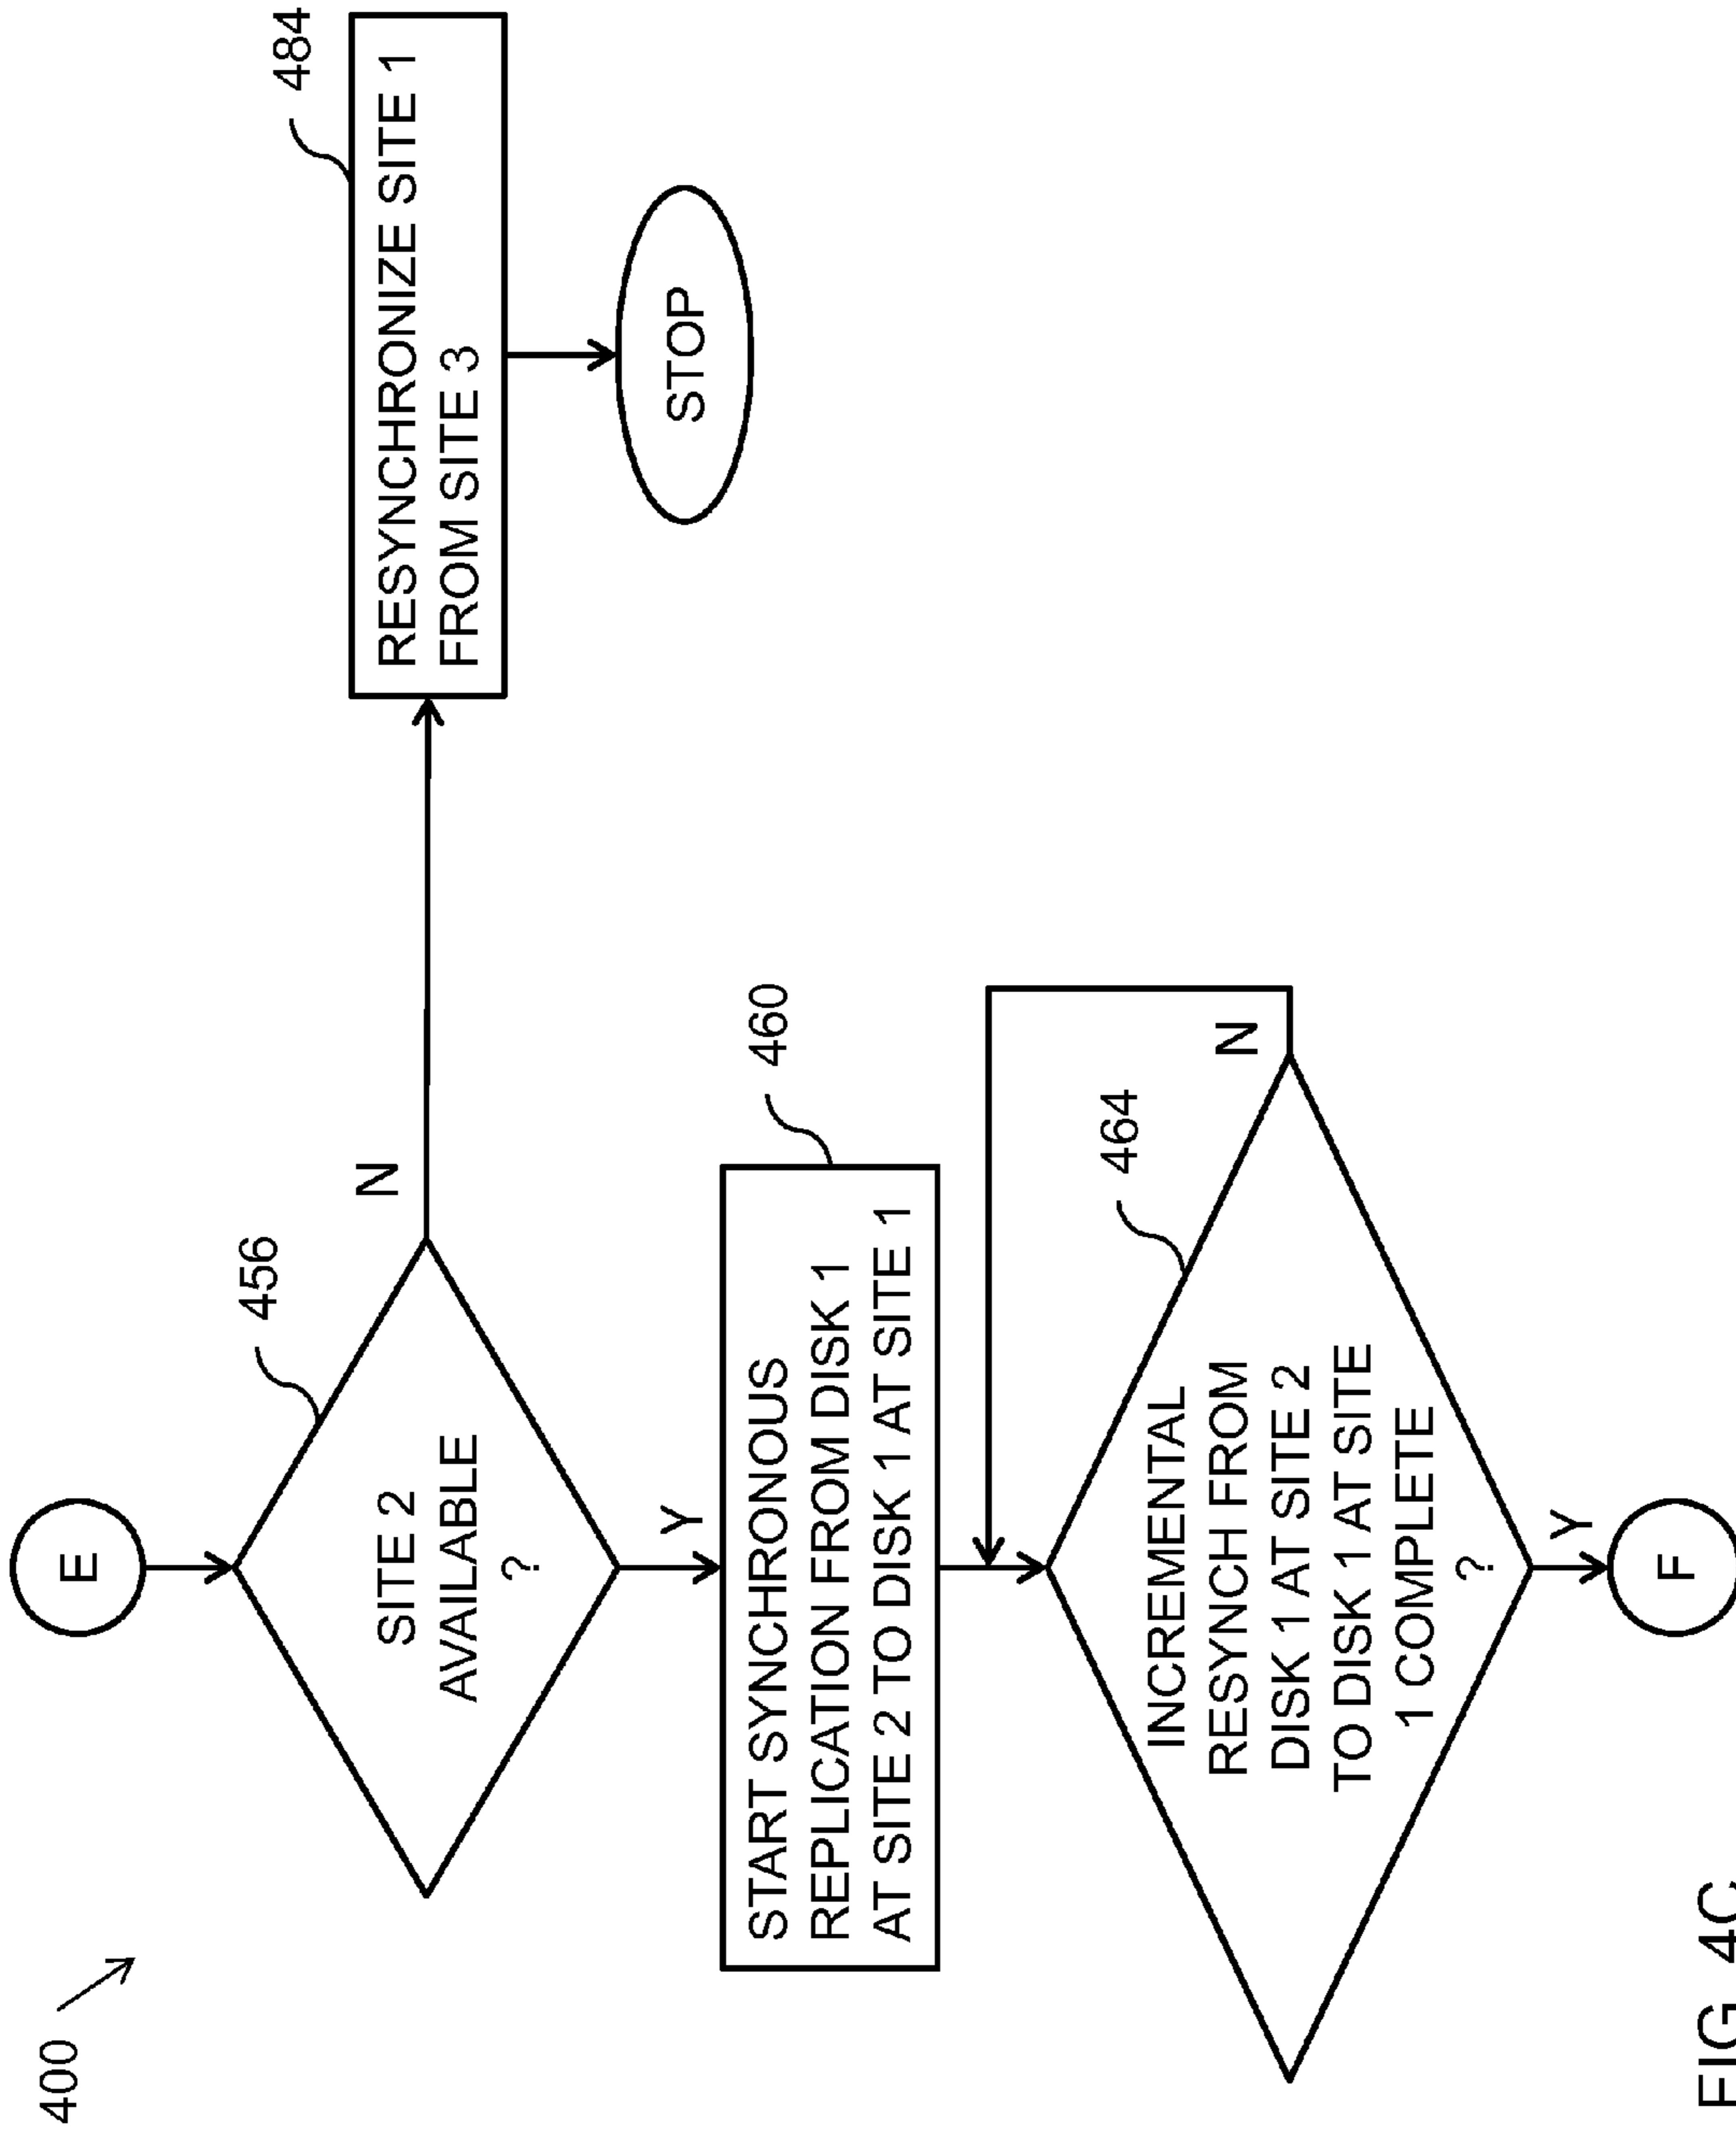 400
E
456
SITE 2
AVAILABLE
?
N
484
RESYNCHRONIZE SITE 1
FROM SITE 3
STOP
Y
460
START SYNCHRONOUS
REPLICATION FROM DISK 1
AT SITE 2 TO DISK 1 AT SITE 1
464
INCREMENTAL
RESYNCH FROM
DISK 1 AT SITE 2
TO DISK 1 AT SITE
1 COMPLETE
?
N
Y
F
FIG. 4C